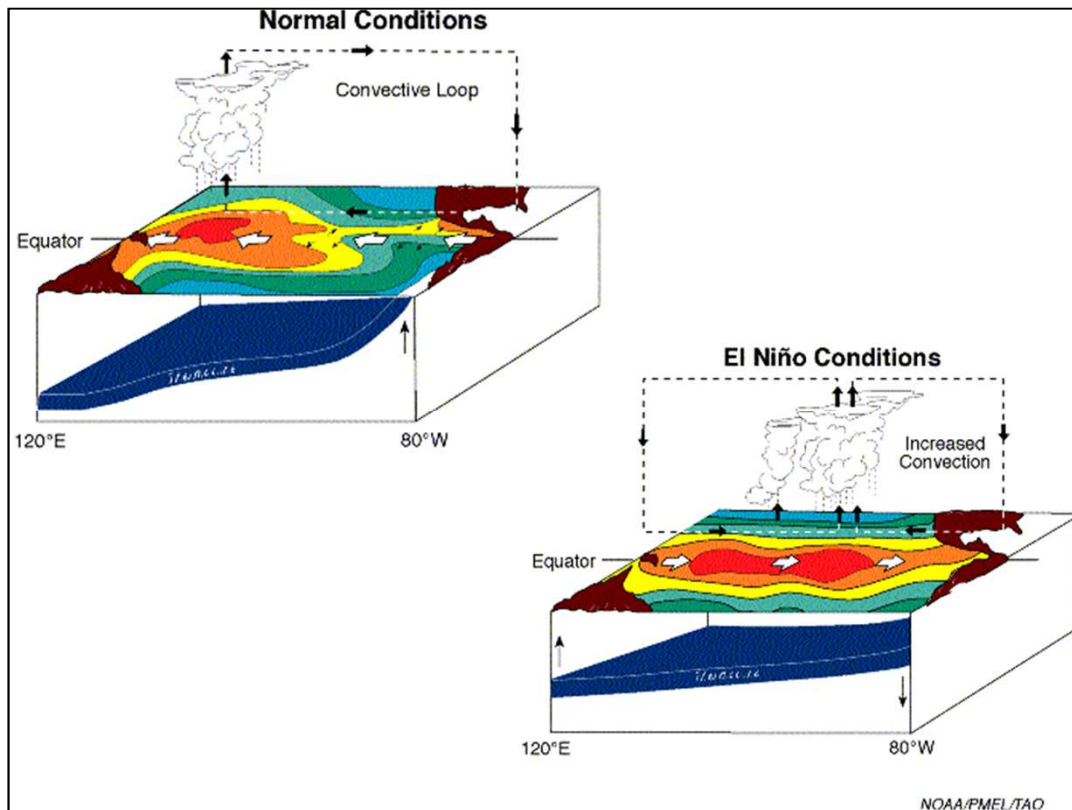 Normal Conditions
Convective Loop
Equator
120°E
80°W
El Niño Conditions
Increased
Convection
Equator
120°E
80°W
NOAA/PMEL/TAO